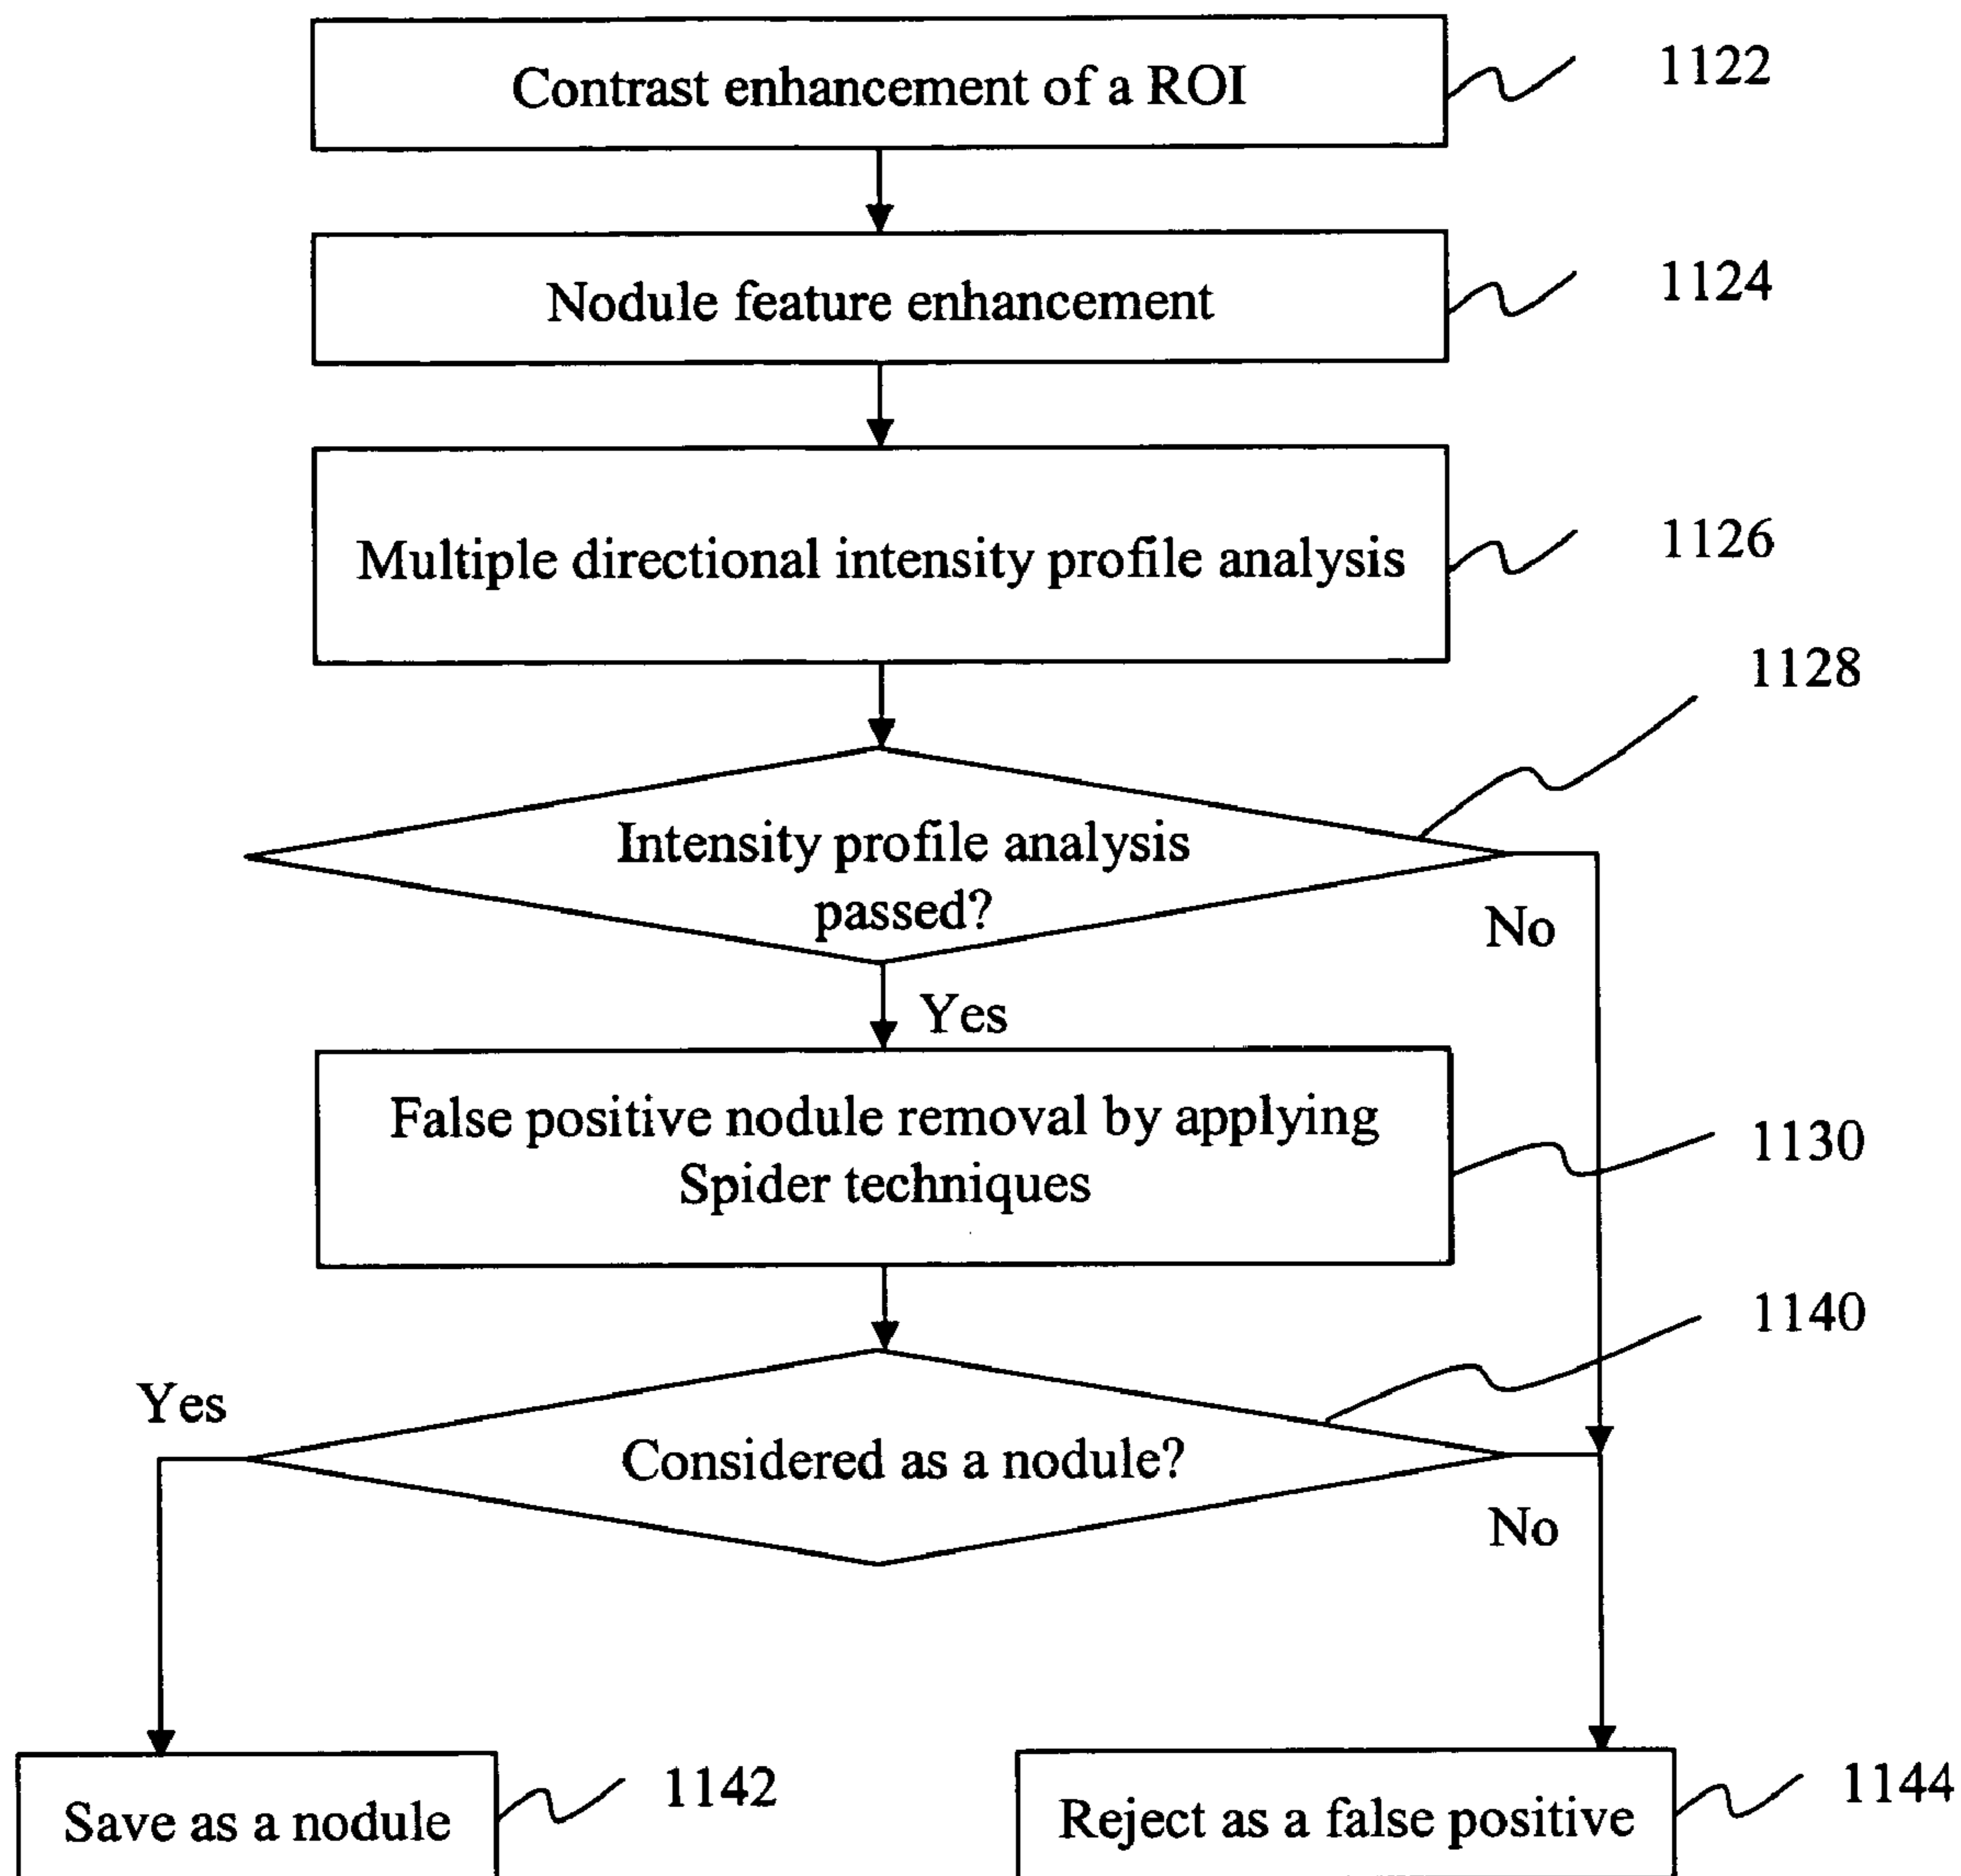 Contrast enhancement of a ROI
1122
Nodule feature enhancement
1124
Multiple directional intensity profile analysis
1126
1128
Intensity profile analysis
passed?
No
Yes
False positive nodule removal by applying
Spider techniques
1130
1140
Yes
Considered as a nodule?
No
Save as a nodule
1142
Reject as a false positive
1144